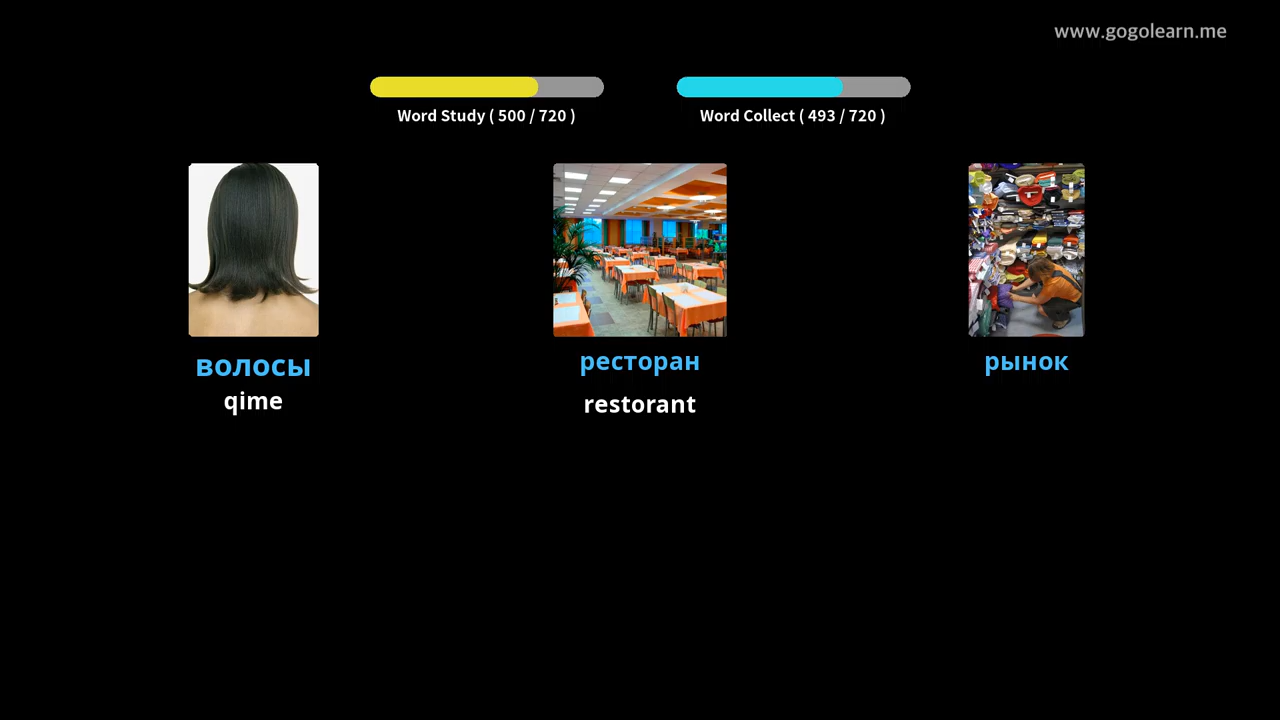 www.gogolearn.me
Word Study ( 500 / 720 )
Word Collect ( 493 / 720 )
волосы
qime
ресторан
restorant
рынок